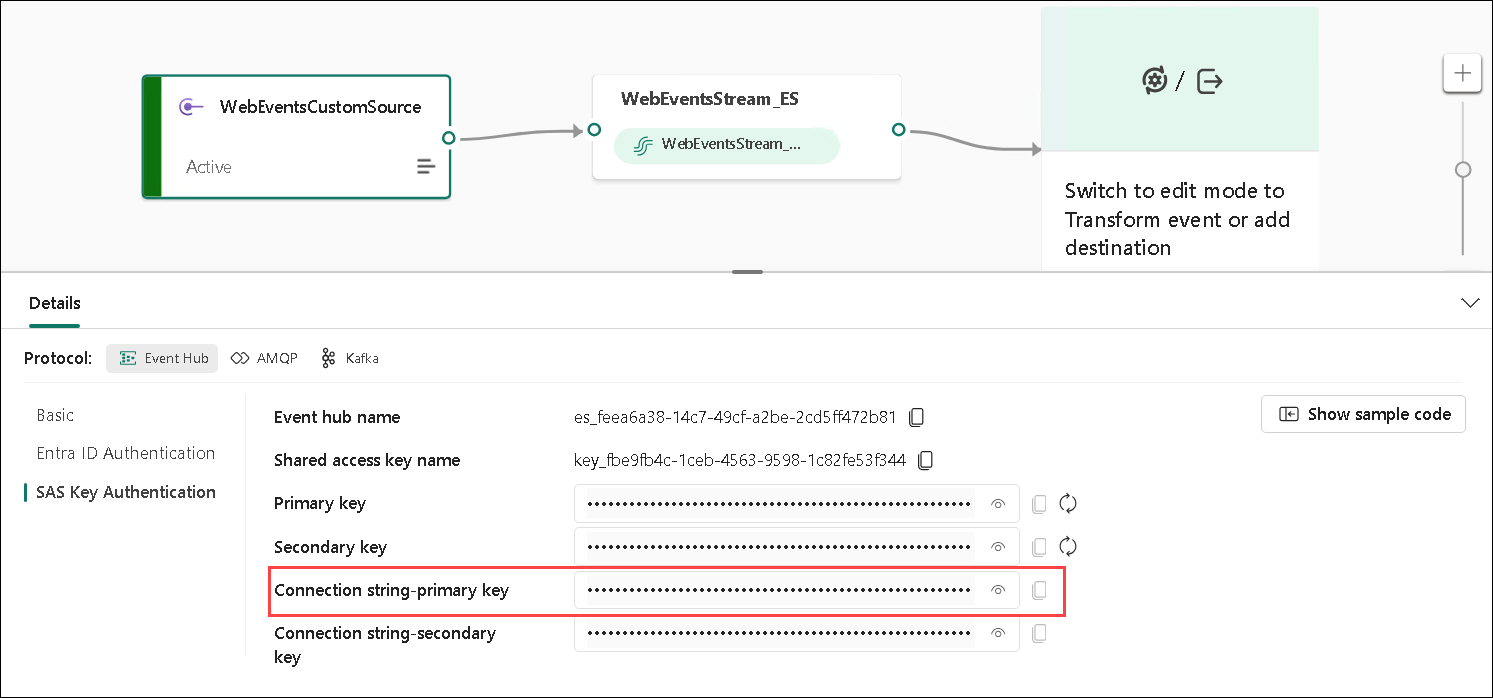 WebEventsCustomSource
Active
WebEventsStream_ES
WebEventsStream_...
/
Switch to edit mode to
Transform event or add
destination
Details
Protocol:
Event Hub
AMQP
Kafka
Basic
Entra ID Authentication
SAS Key Authentication
Event hub name
es_feea6a38-14c7-49cf-a2be-2cd5ff472b81
Show sample code
Shared access key name
key_fbe9fb4c-1ceb-4563-9598-1c82fe53f344
Primary key
Secondary key
Connection string-primary key
Connection string-secondary
key